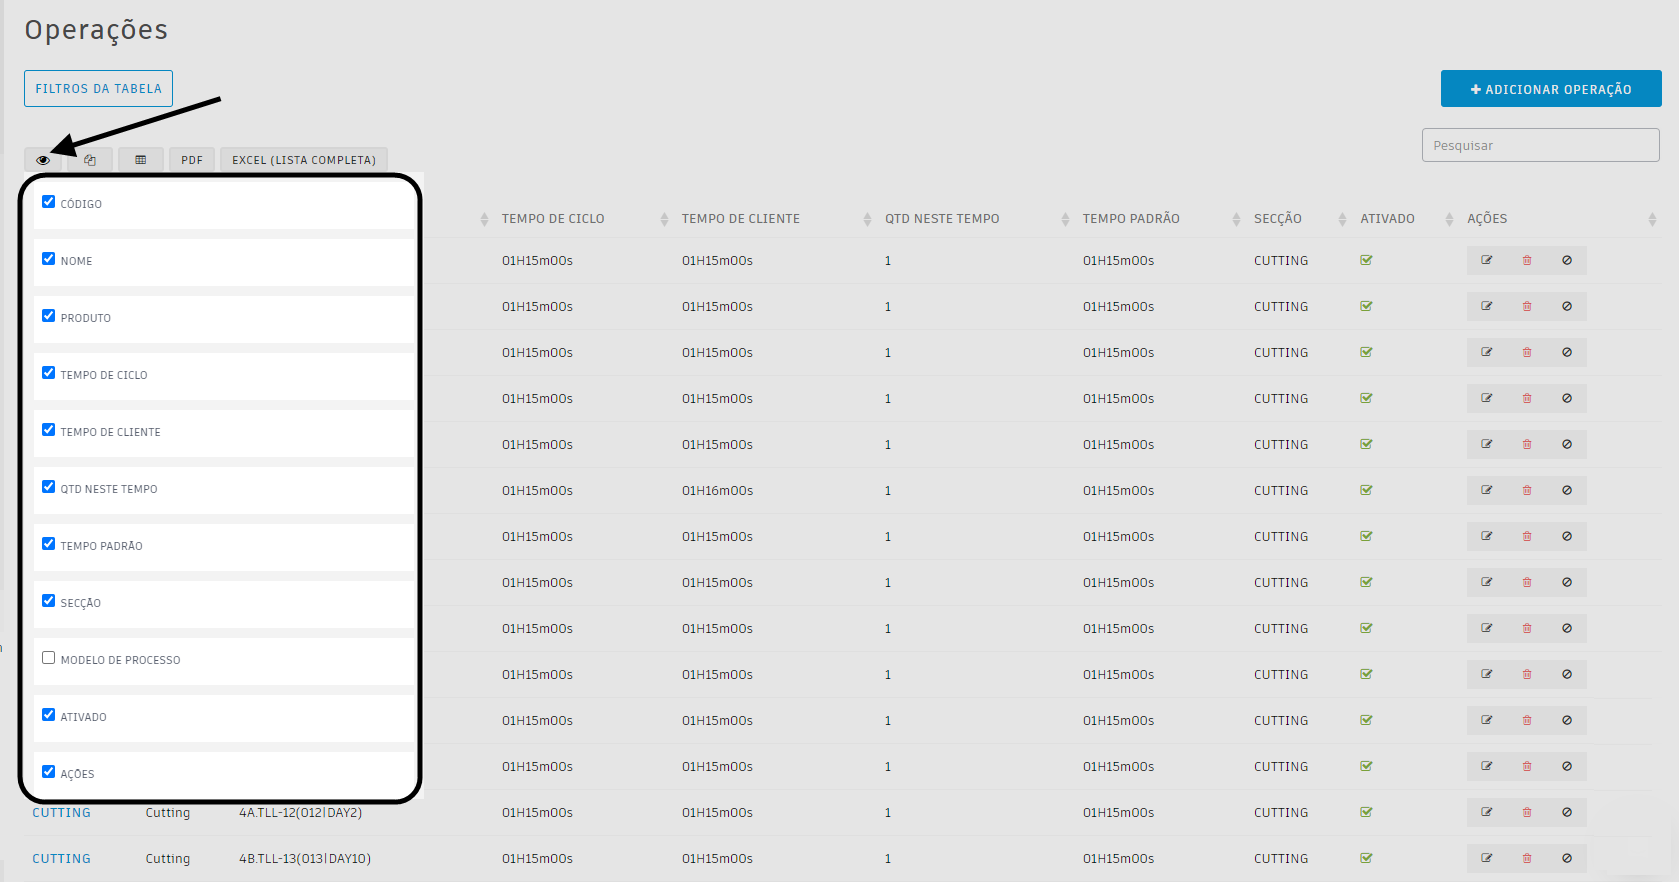 Operações
FILTROS DA TABELA
ADICIONAR OPERAÇÃO
PDF EXCEL (LISTA COMPLETA)
Pesquisar
TEMPO DE CICLO TEMPO DE CLIENTE QTD NESTE TEMPO TEMPO PADRÃO SECÇÃO ATIVADO AÇÕES
CÓDIGO
NOME
PRODUTO
TEMPO DE CICLO
TEMPO DE CLIENTE
QTD NESTE TEMPO
TEMPO PADRÃO
SECÇÃO
MODELO DE PROCESSO
ATIVADO
AÇÕES
01H15m00s 01H15m00s 1 01H15m00s CUTTING
01H15m00s 01H15m00s 1 01H15m00s CUTTING
01H15m00s 01H15m00s 1 01H15m00s CUTTING
01H15m00s 01H15m00s 1 01H15m00s CUTTING
01H15m00s 01H15m00s 1 01H15m00s CUTTING
01H15m00s 01H16m00s 1 01H15m00s CUTTING
01H15m00s 01H15m00s 1 01H15m00s CUTTING
01H15m00s 01H15m00s 1 01H15m00s CUTTING
01H15m00s 01H15m00s 1 01H15m00s CUTTING
01H15m00s 01H15m00s 1 01H15m00s CUTTING
01H15m00s 01H15m00s 1 01H15m00s CUTTING
01H15m00s 01H15m00s 1 01H15m00s CUTTING
CUTTING Cutting 4A.TLL-12(012|DAY2) 01H15m00s 01H15m00s 1 01H15m00s CUTTING
CUTTING Cutting 4B.TLL-13(013|DAY10) 01H15m00s 01H15m00s 1 01H15m00s CUTTING